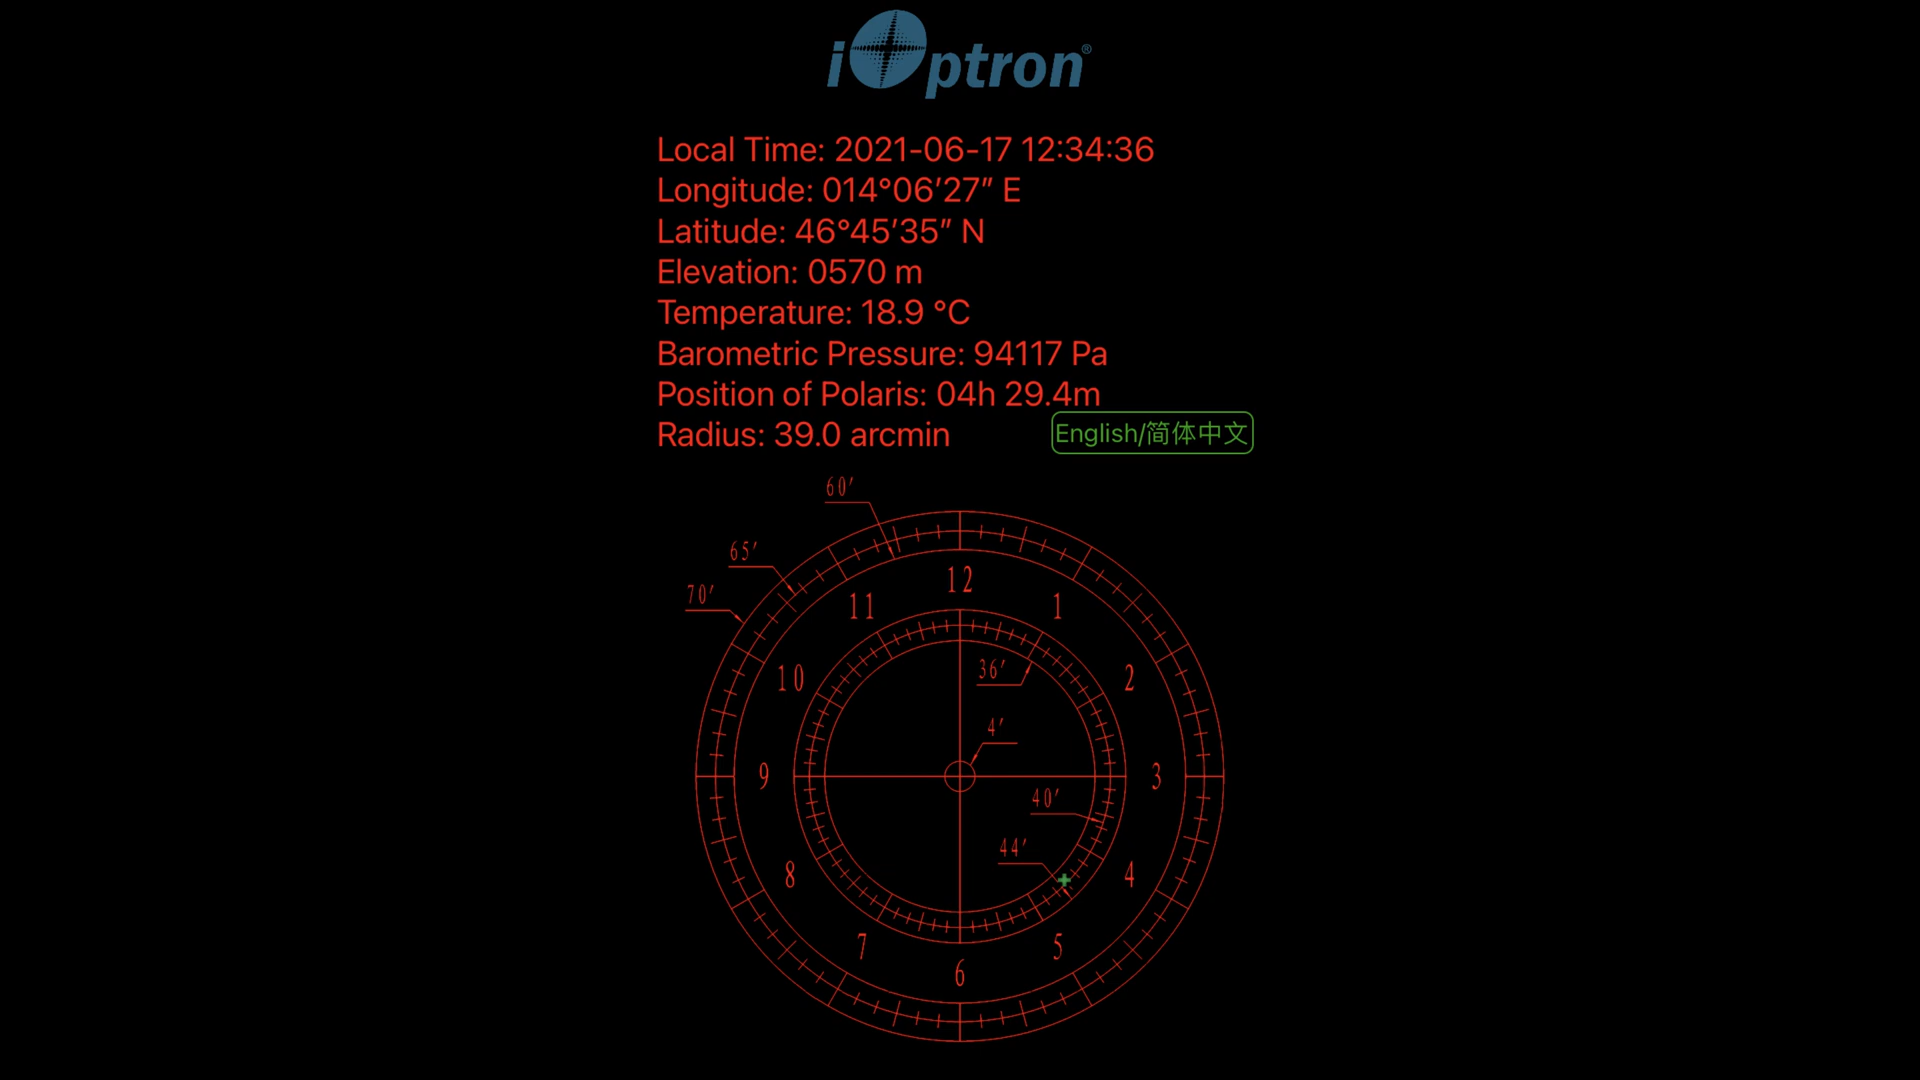 iOptron®
Local Time: 2021-06-17 12:34:36
Longitude: 014°06′27″ E
Latitude: 46°45′35″ N
Elevation: 0570 m
Temperature: 18.9 °C
Barometric Pressure: 94117 Pa
Position of Polaris: 04h 29.4m
Radius: 39.0 arcmin
English/简体中文
60′
65′
70′
12
11
1
10
2
36′
4′
9
3
40′
44′
8
4
7
5
6